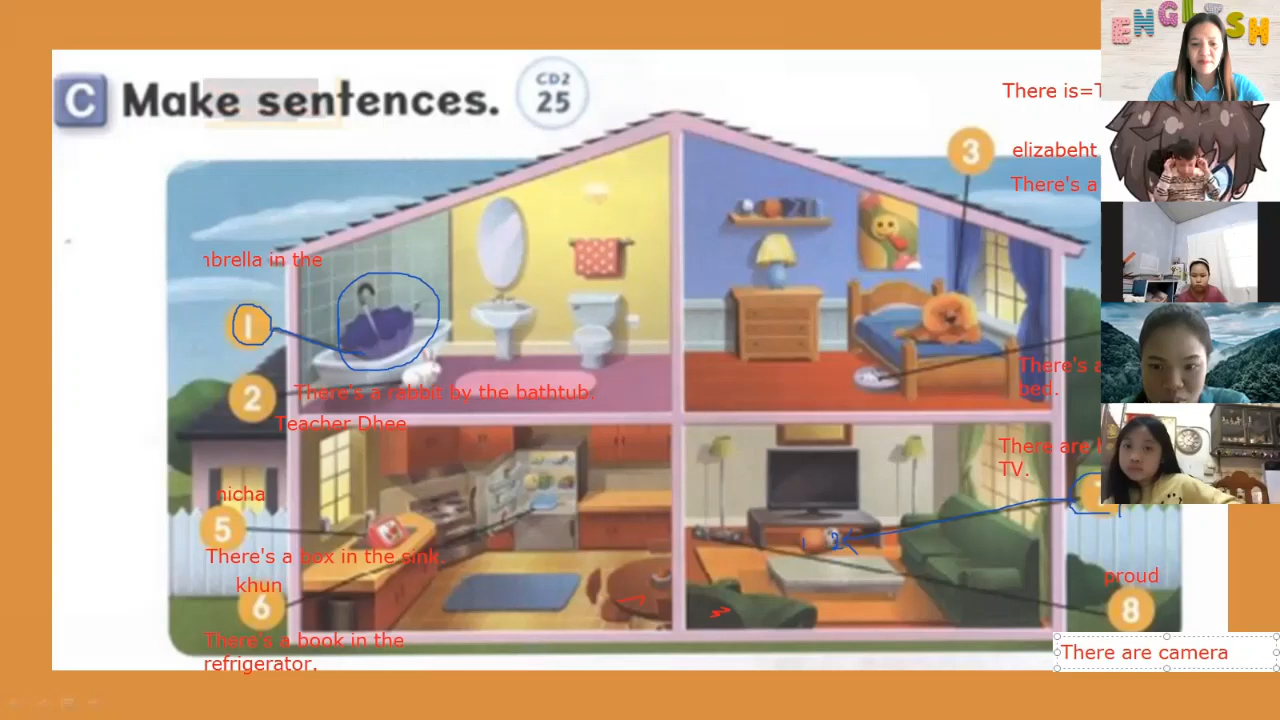 C Make sentences. CD2 25
There is=T
3 elizabeht
There's a
nbrella in the
1
2
There's a rabbit by the bathtub.
Teacher Dhee
There's a
bed.
There are
TV.
nicha
5
There's a box in the sink.
khun
6
There's a book in the
refrigerator.
proud
8
There are camera
ENGLISH